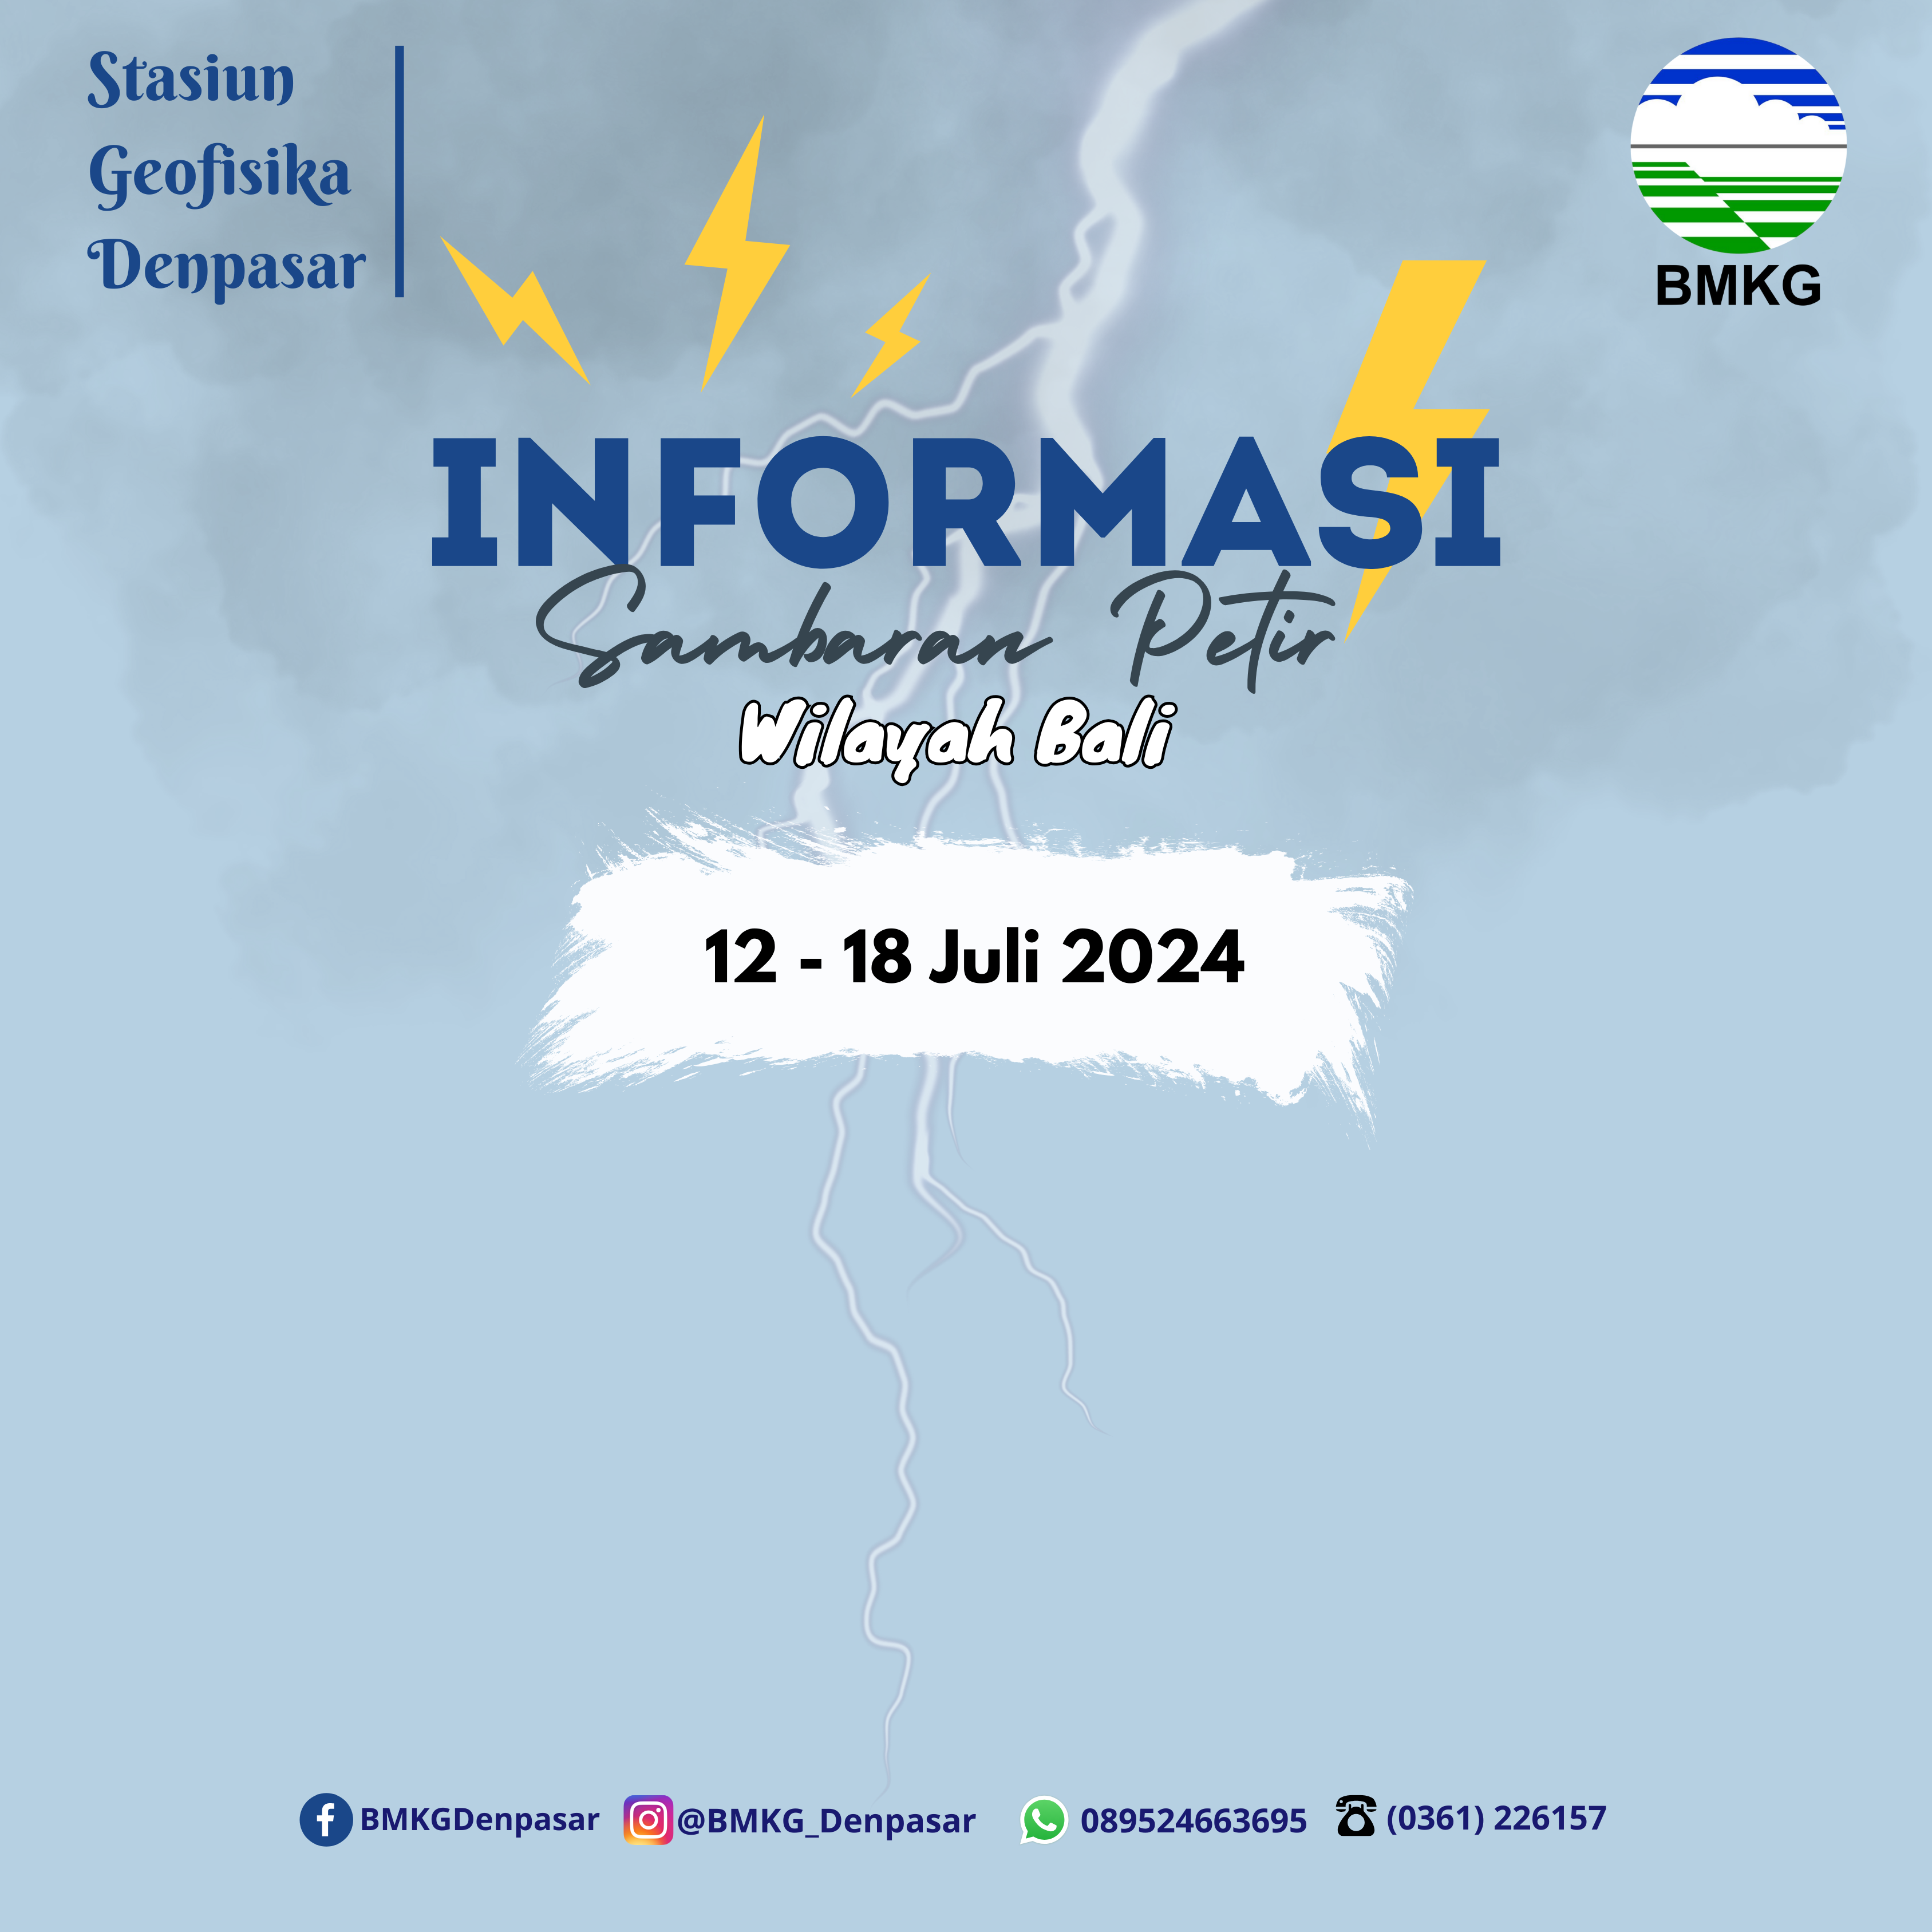 Stasiun
Geofisika
Denpasar
BMKG
INFORMASI
Sambaran Petir
Wilayah Bali
12 - 18 Juli 2024
BMKGDenpasar @BMKG_Denpasar 089524663695 (0361) 226157